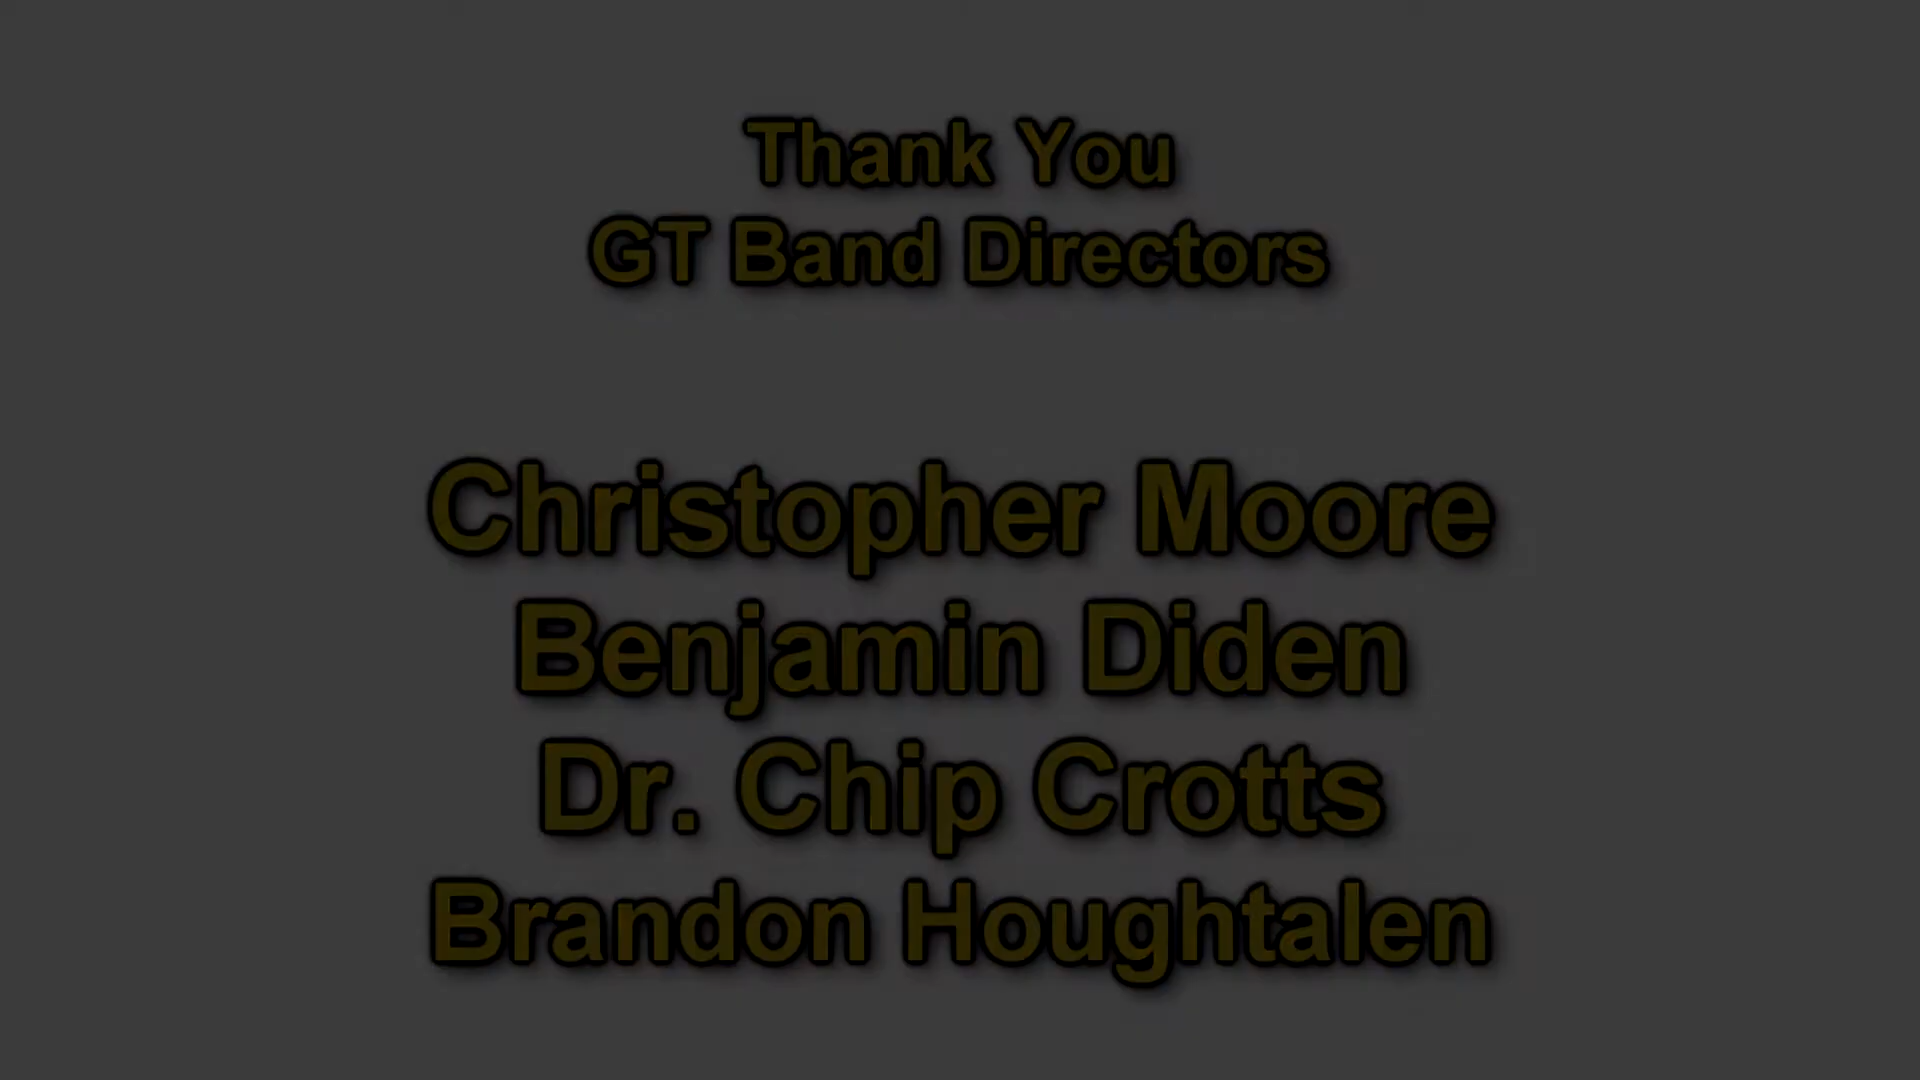 Thank You
GT Band Directors
Christopher Moore
Benjamin Diden
Dr. Chip Crotts
Brandon Houghtalen